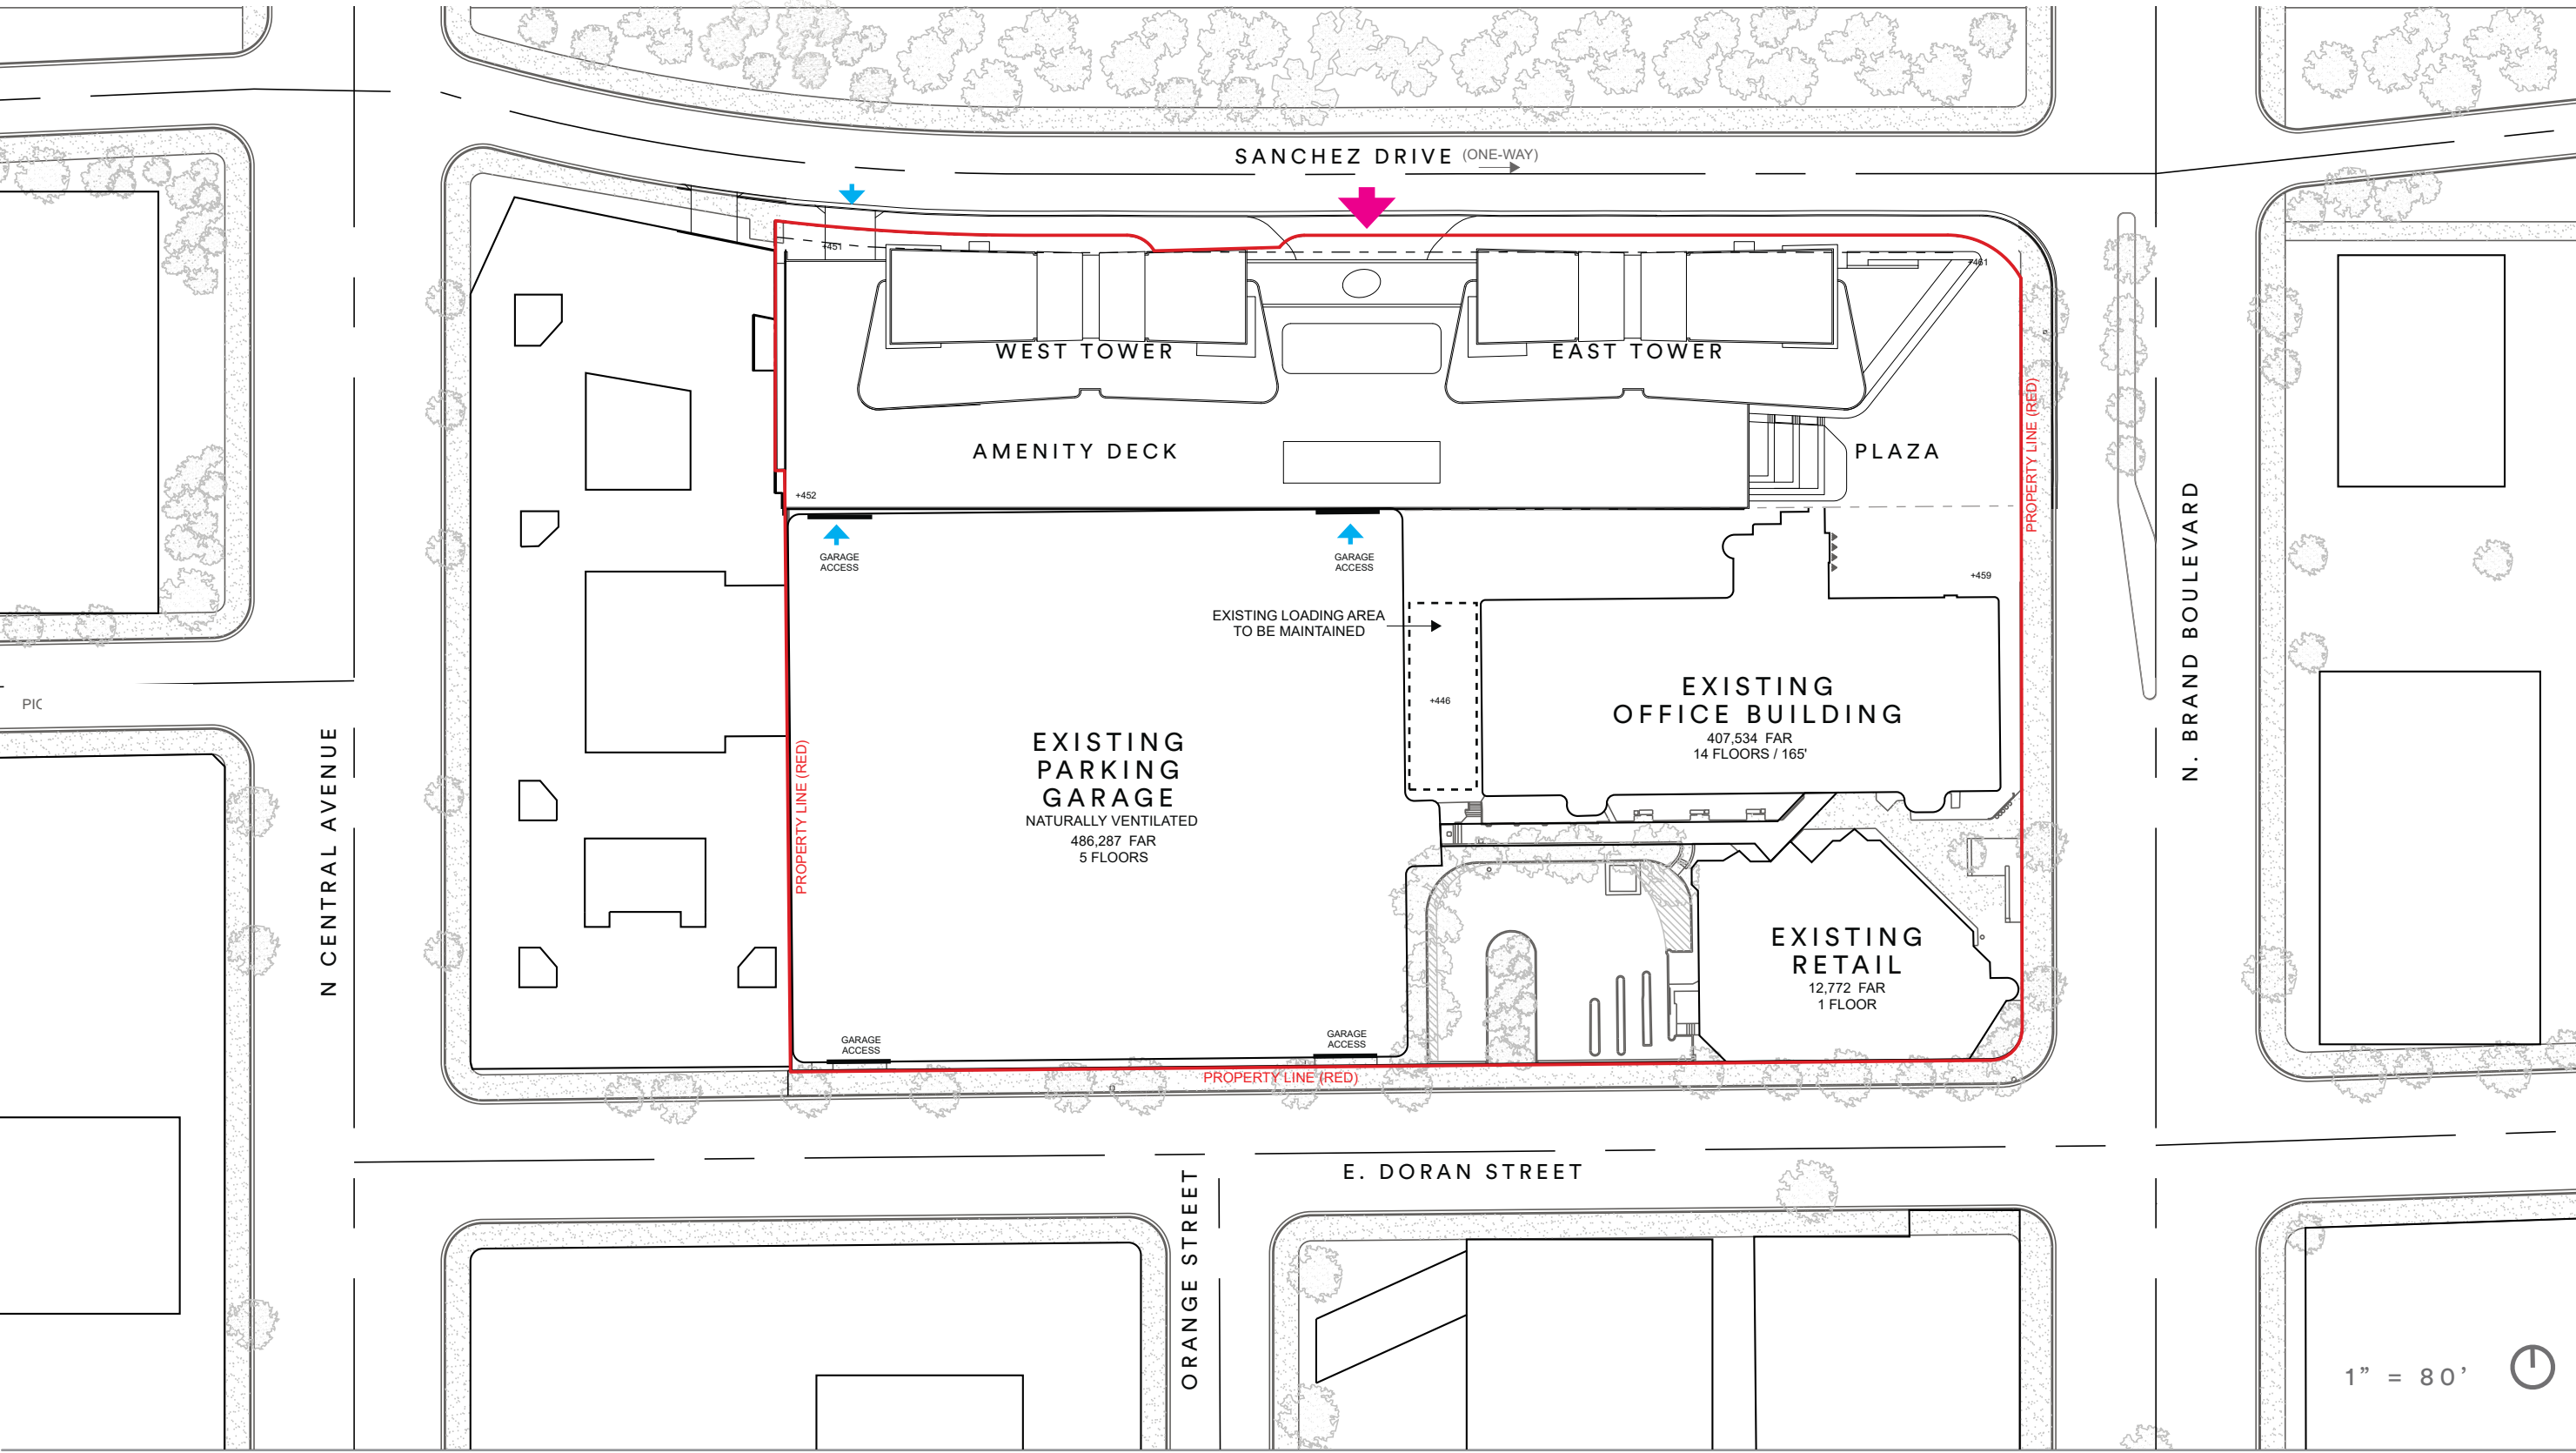 SANCHEZ DRIVE (ONE-WAY)
+451
+461
WEST TOWER
EAST TOWER
AMENITY DECK
PLAZA
PROPERTY LINE (RED)
+452
GARAGE
ACCESS
GARAGE
ACCESS
+459
EXISTING LOADING AREA
TO BE MAINTAINED
+446
N. BRAND BOULEVARD
EXISTING
OFFICE BUILDING
407,534 FAR
14 FLOORS / 165'
PIC
N CENTRAL AVENUE
PROPERTY LINE (RED)
EXISTING
PARKING
GARAGE
NATURALLY VENTILATED
486,287 FAR
5 FLOORS
EXISTING
RETAIL
12,772 FAR
1 FLOOR
GARAGE
ACCESS
GARAGE
ACCESS
PROPERTY LINE (RED)
E. DORAN STREET
ORANGE STREET
1” = 80’